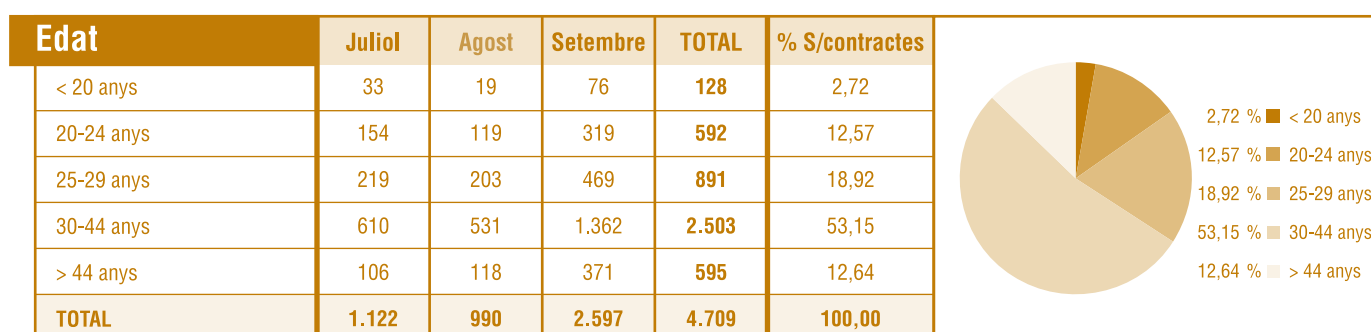 Edat Juliol Agost Setembre TOTAL % S/contractes
< 20 anys 33 19 76 128 2,72
20-24 anys 154 119 319 592 12,57
25-29 anys 219 203 469 891 18,92
30-44 anys 610 531 1.362 2.503 53,15
> 44 anys 106 118 371 595 12,64
TOTAL 1.122 990 2.597 4.709 100,00
2,72 % < 20 anys
12,57 % 20-24 anys
18,92 % 25-29 anys
53,15 % 30-44 anys
12,64 % > 44 anys